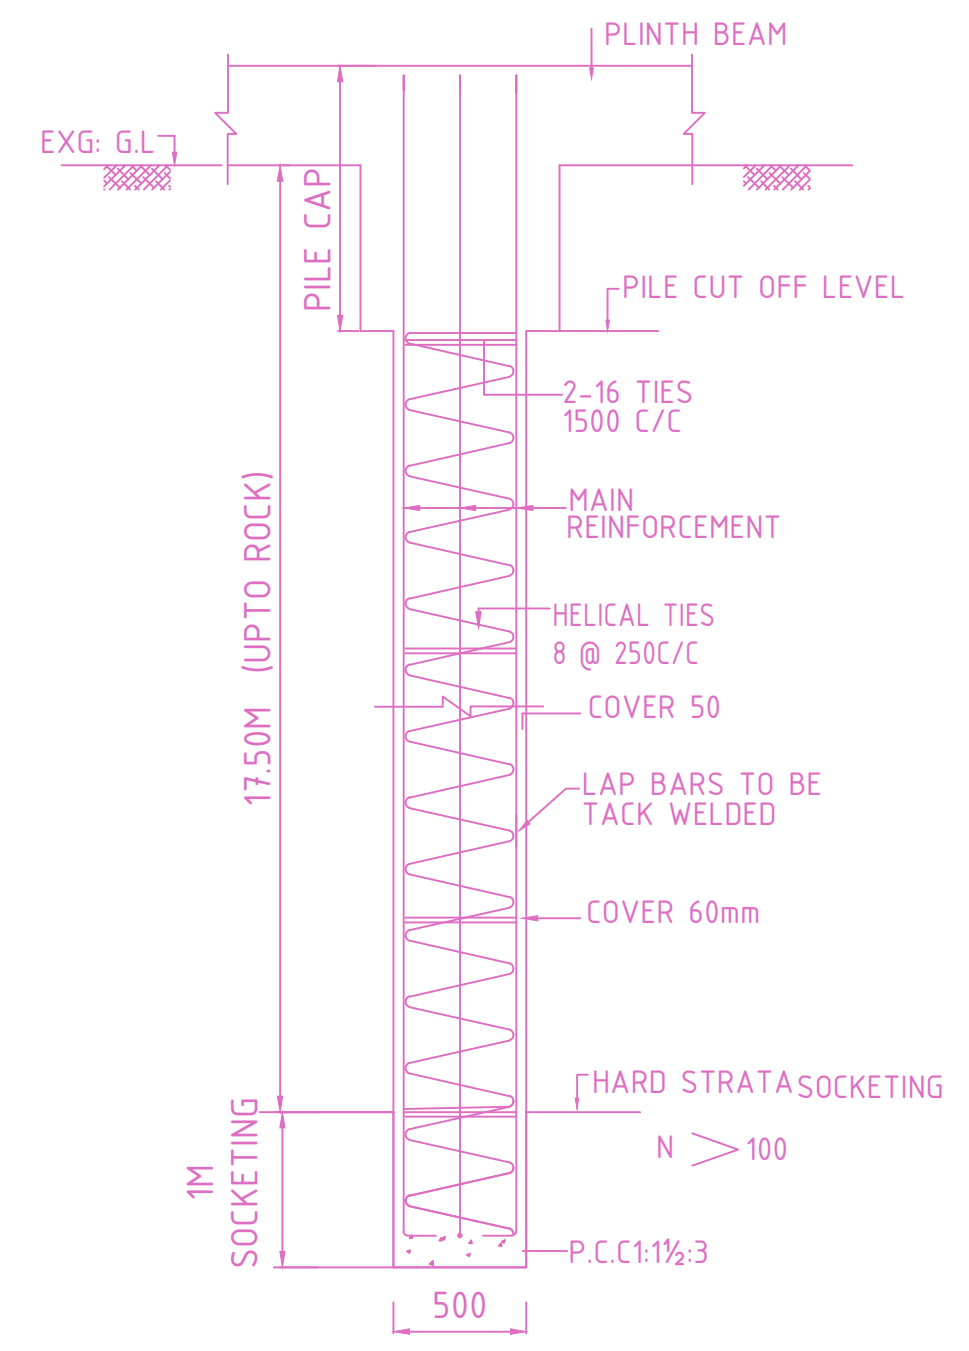 PLINTH BEAM
EXG: G.L
PILE CAP
PILE CUT OFF LEVEL
2-16 TIES
1500 C/C
MAIN
REINFORCEMENT
17.50M (UPTO ROCK)
HELICAL TIES
8 @ 250C/C
COVER 50
LAP BARS TO BE
TACK WELDED
COVER 60mm
HARD STRATA SOCKETING
N > 100
1M
SOCKETING
P.C.C1:1½:3
500